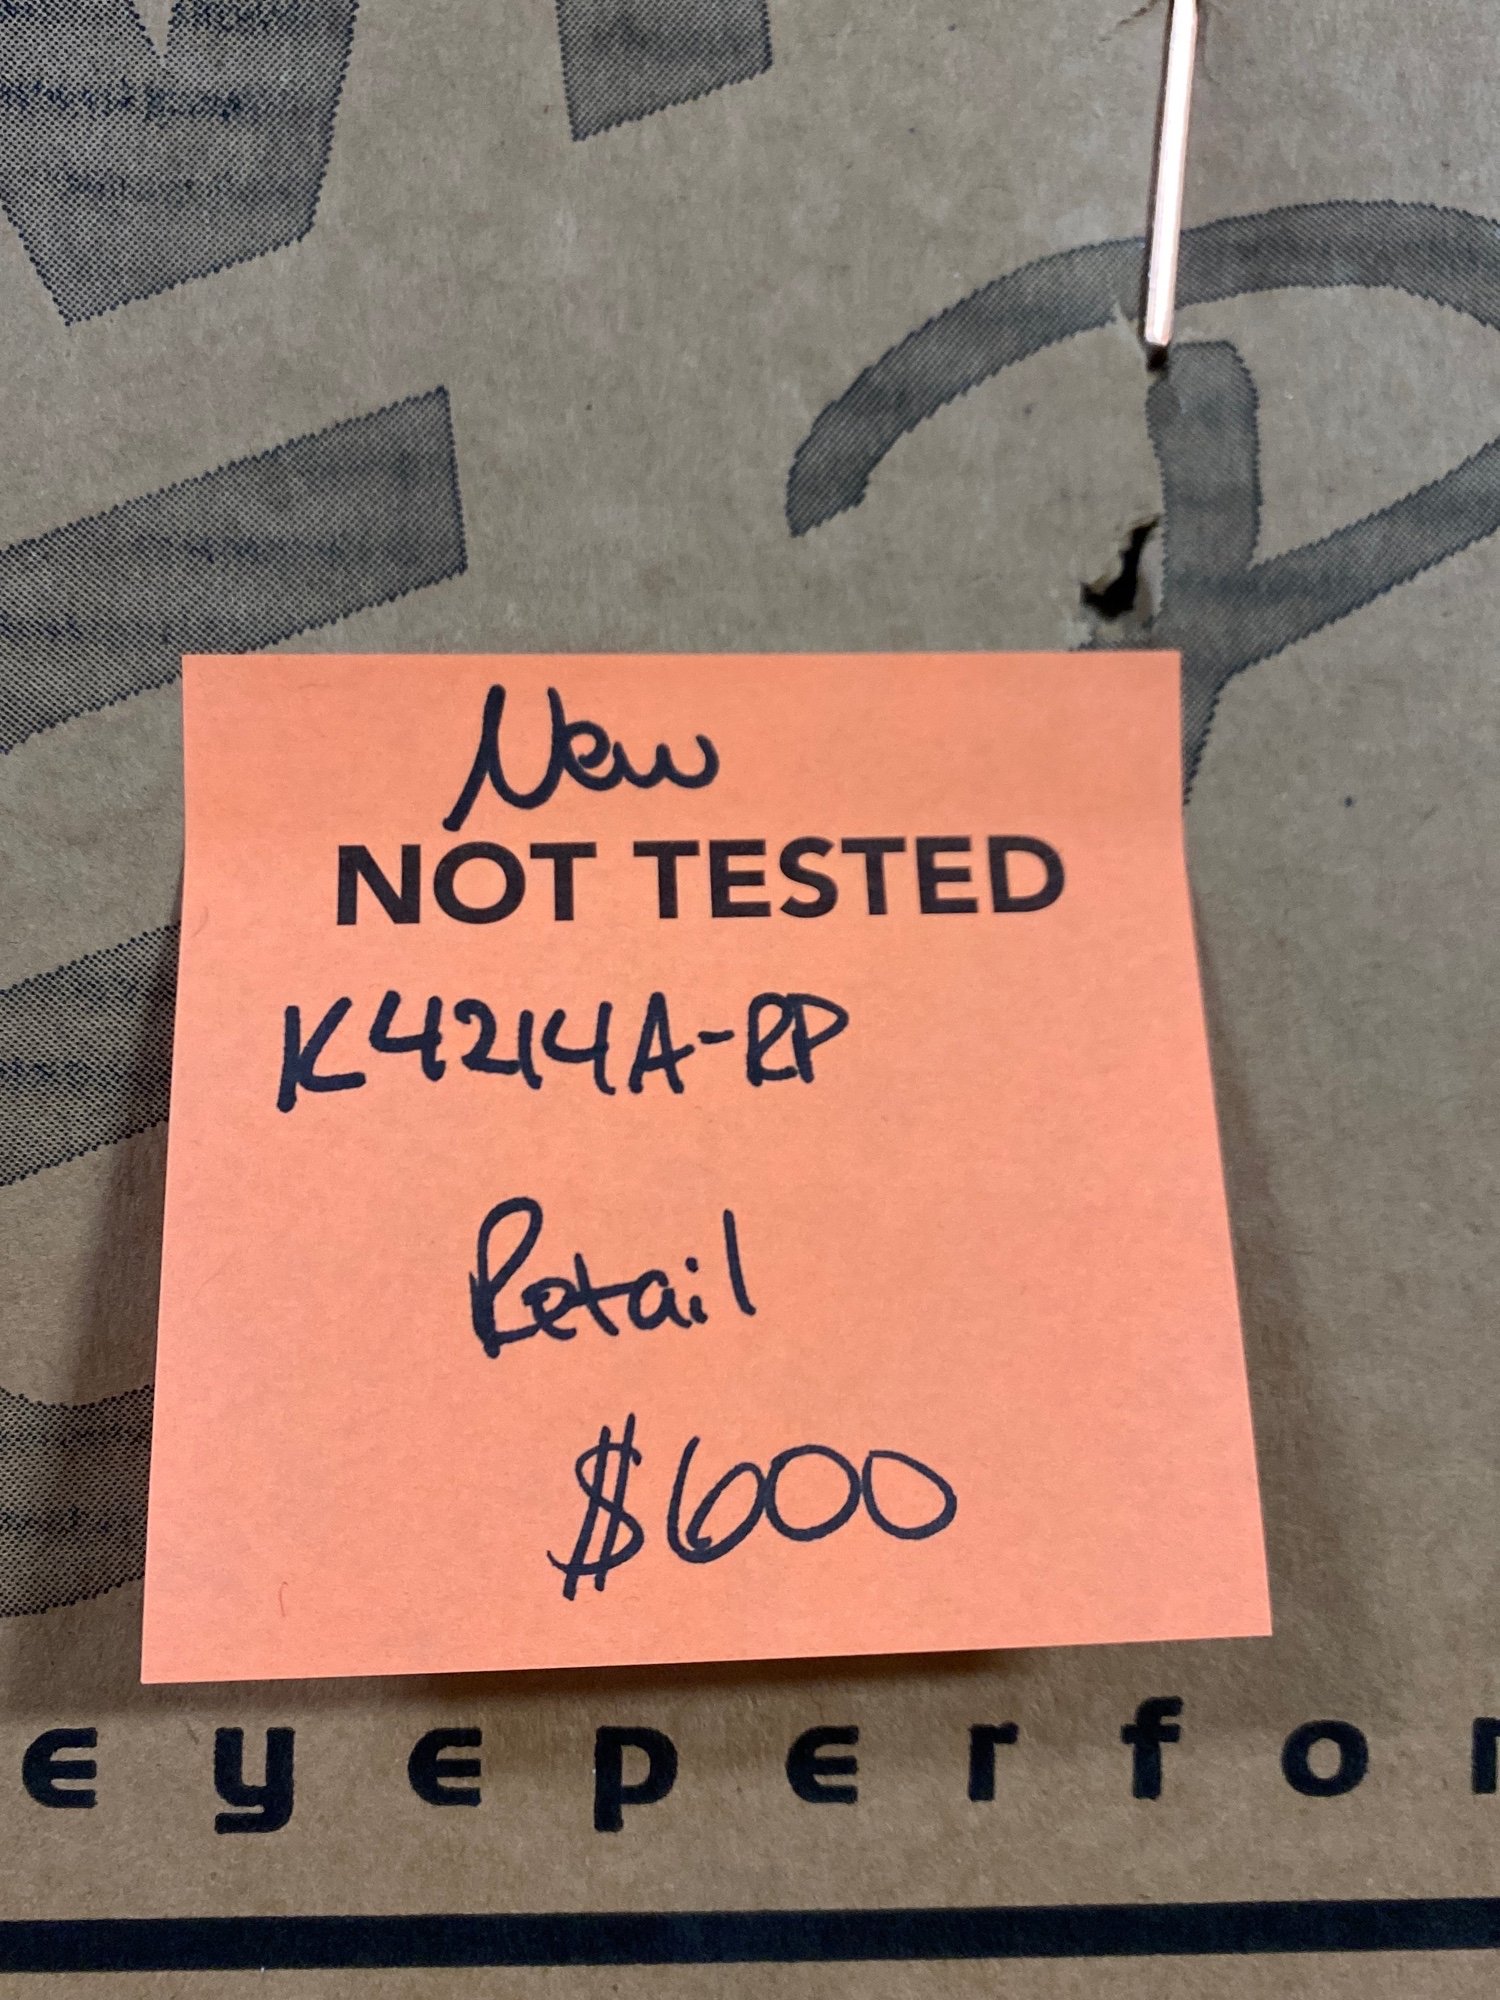 New
NOT TESTED
K4214A-RP
Retail
$600
eyeperfor